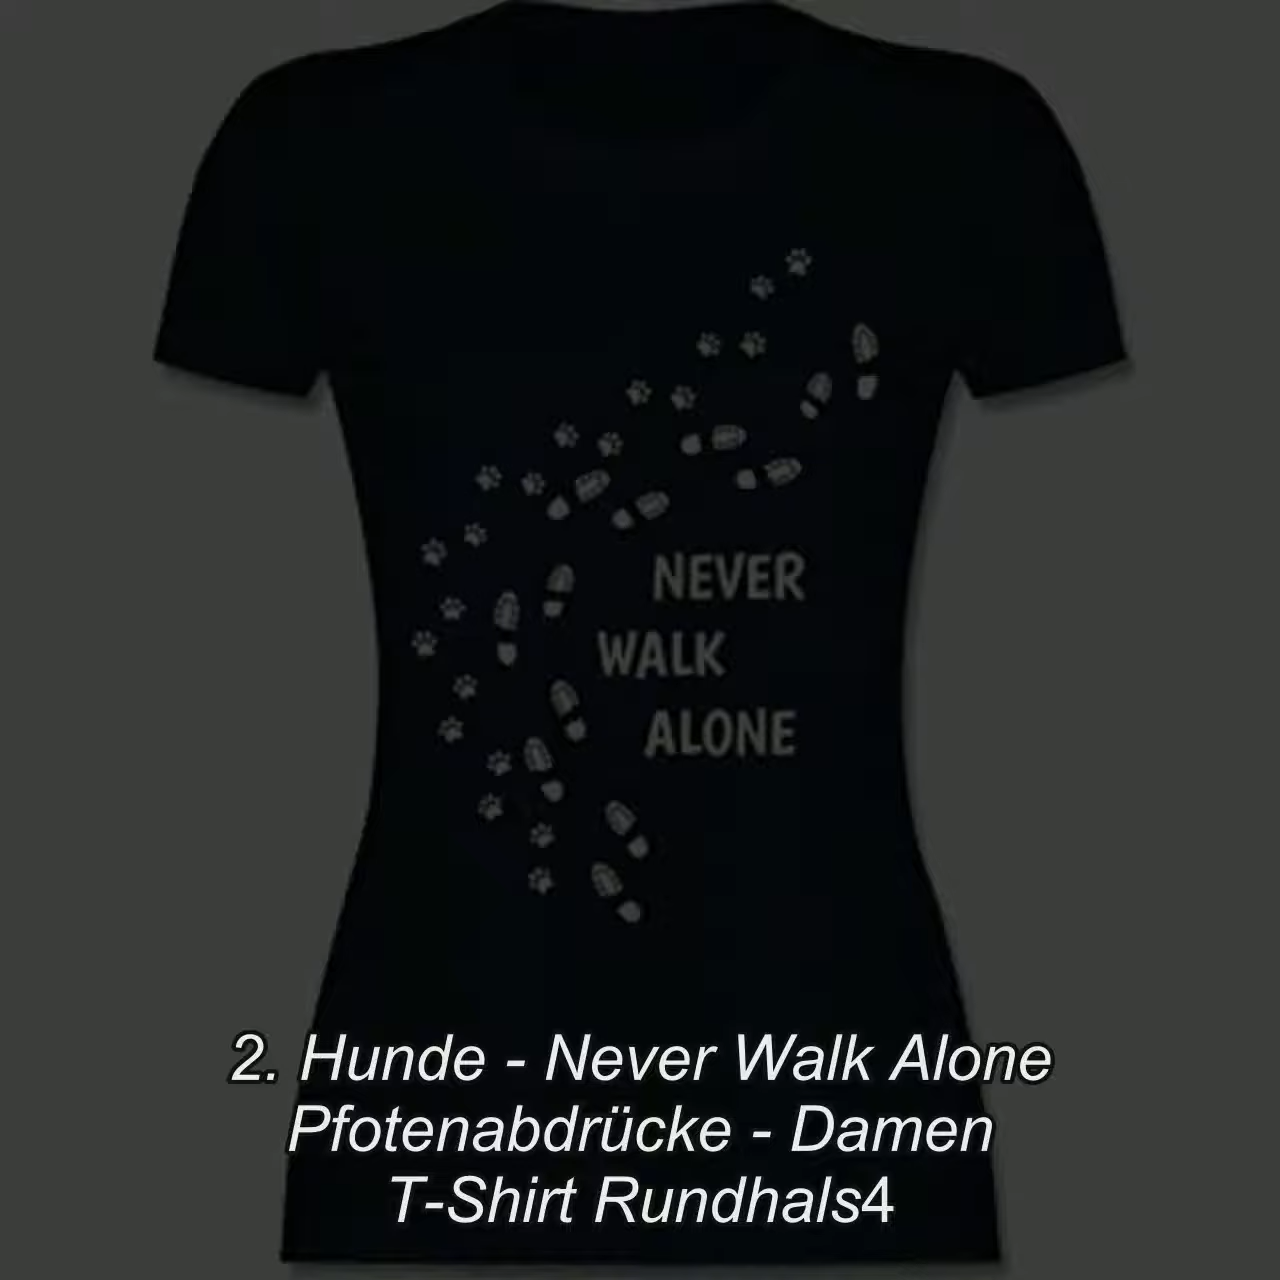 NEVER
WALK
ALONE
2. Hunde - Never Walk Alone
Pfotenabdrücke - Damen
T-Shirt Rundhals4